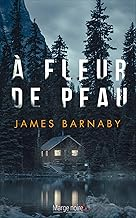 À FLEUR
DE PEAU
JAMES BARNABY
Marge noire